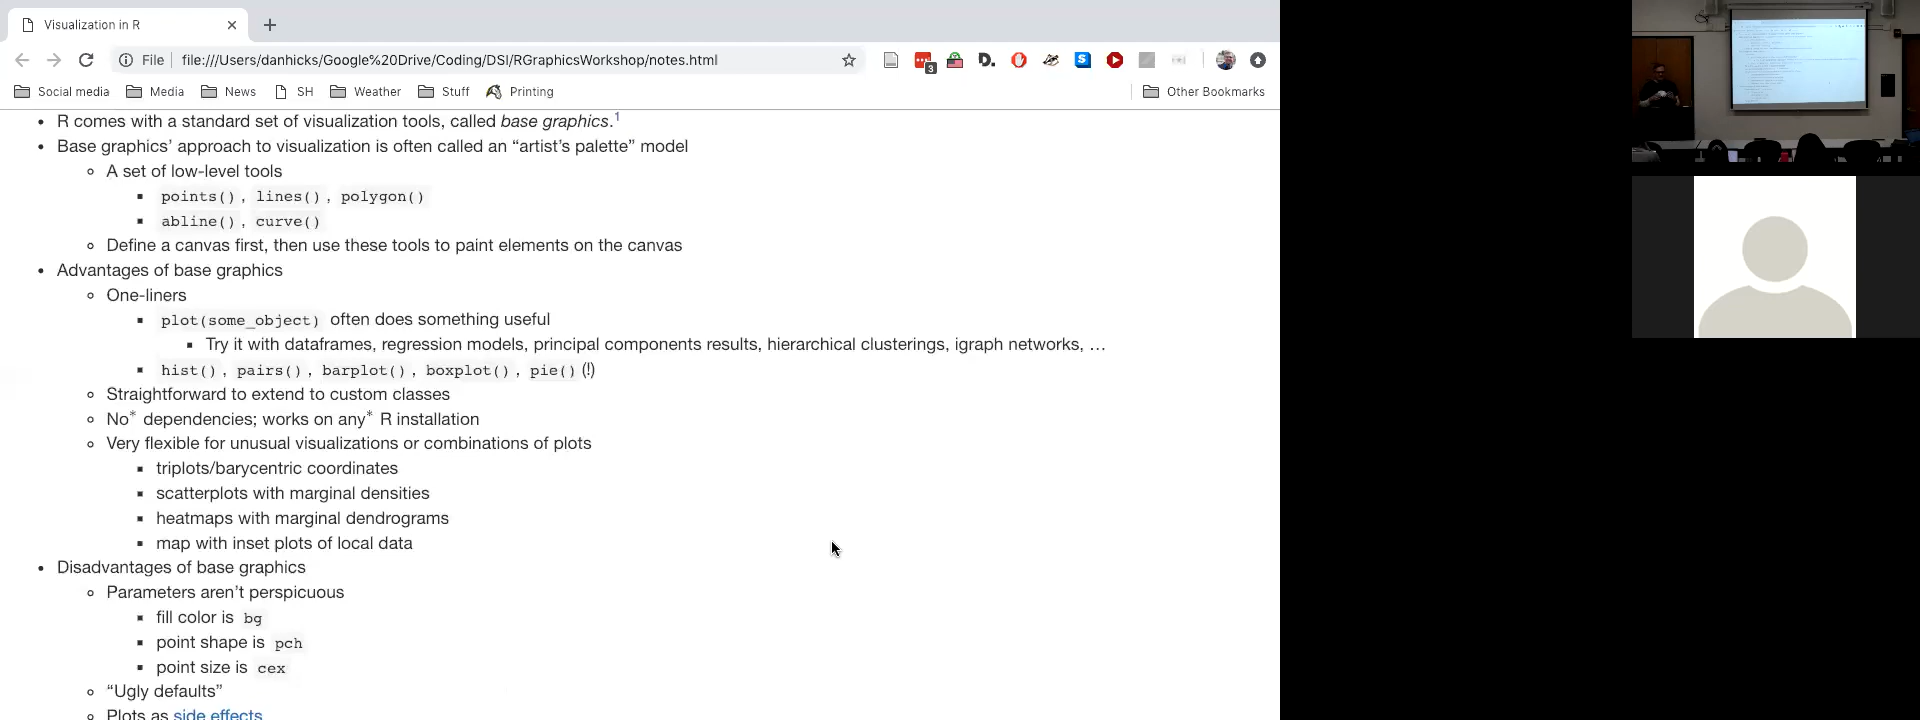 Visualization in R
File file:///Users/danhicks/Google%20Drive/Coding/DSI/RGraphicsWorkshop/notes.html
3
Social media Media News SH Weather Stuff Printing Other Bookmarks
• R comes with a standard set of visualization tools, called base graphics.1
• Base graphics’ approach to visualization is often called an “artist’s palette” model
◦ A set of low-level tools
▪ points(), lines(), polygon()
▪ abline(), curve()
◦ Define a canvas first, then use these tools to paint elements on the canvas
• Advantages of base graphics
◦ One-liners
▪ plot(some_object) often does something useful
▪ Try it with dataframes, regression models, principal components results, hierarchical clusterings, igraph networks, …
▪ hist(), pairs(), barplot(), boxplot(), pie() (!)
◦ Straightforward to extend to custom classes
◦ No* dependencies; works on any* R installation
◦ Very flexible for unusual visualizations or combinations of plots
▪ triplots/barycentric coordinates
▪ scatterplots with marginal densities
▪ heatmaps with marginal dendrograms
▪ map with inset plots of local data
• Disadvantages of base graphics
◦ Parameters aren’t perspicuous
▪ fill color is bg
▪ point shape is pch
▪ point size is cex
◦ “Ugly defaults”
◦ Plots as side effects